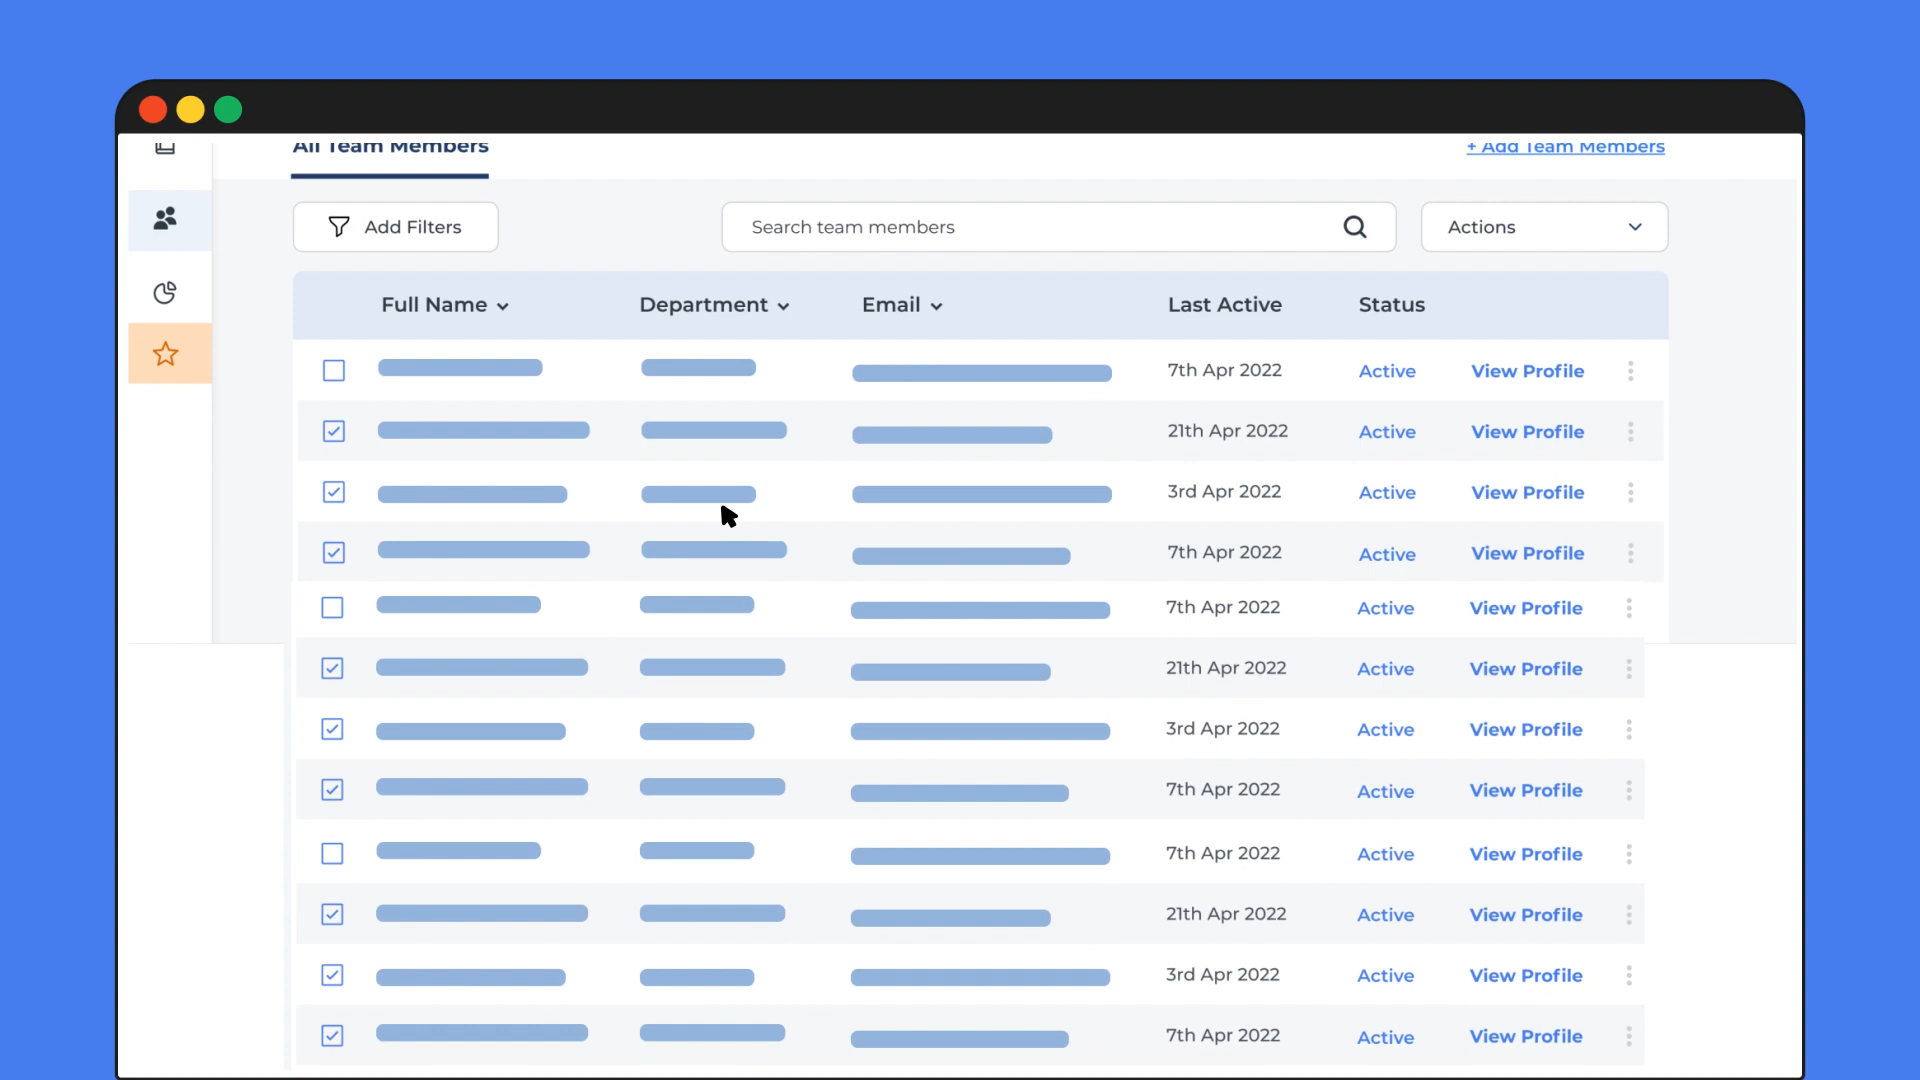 All Team Members
+ Add Team Members
Add Filters
Search team members
Actions
Full Name Department Email Last Active Status
7th Apr 2022 Active View Profile
21th Apr 2022 Active View Profile
3rd Apr 2022 Active View Profile
7th Apr 2022 Active View Profile
7th Apr 2022 Active View Profile
21th Apr 2022 Active View Profile
3rd Apr 2022 Active View Profile
7th Apr 2022 Active View Profile
7th Apr 2022 Active View Profile
21th Apr 2022 Active View Profile
3rd Apr 2022 Active View Profile
7th Apr 2022 Active View Profile